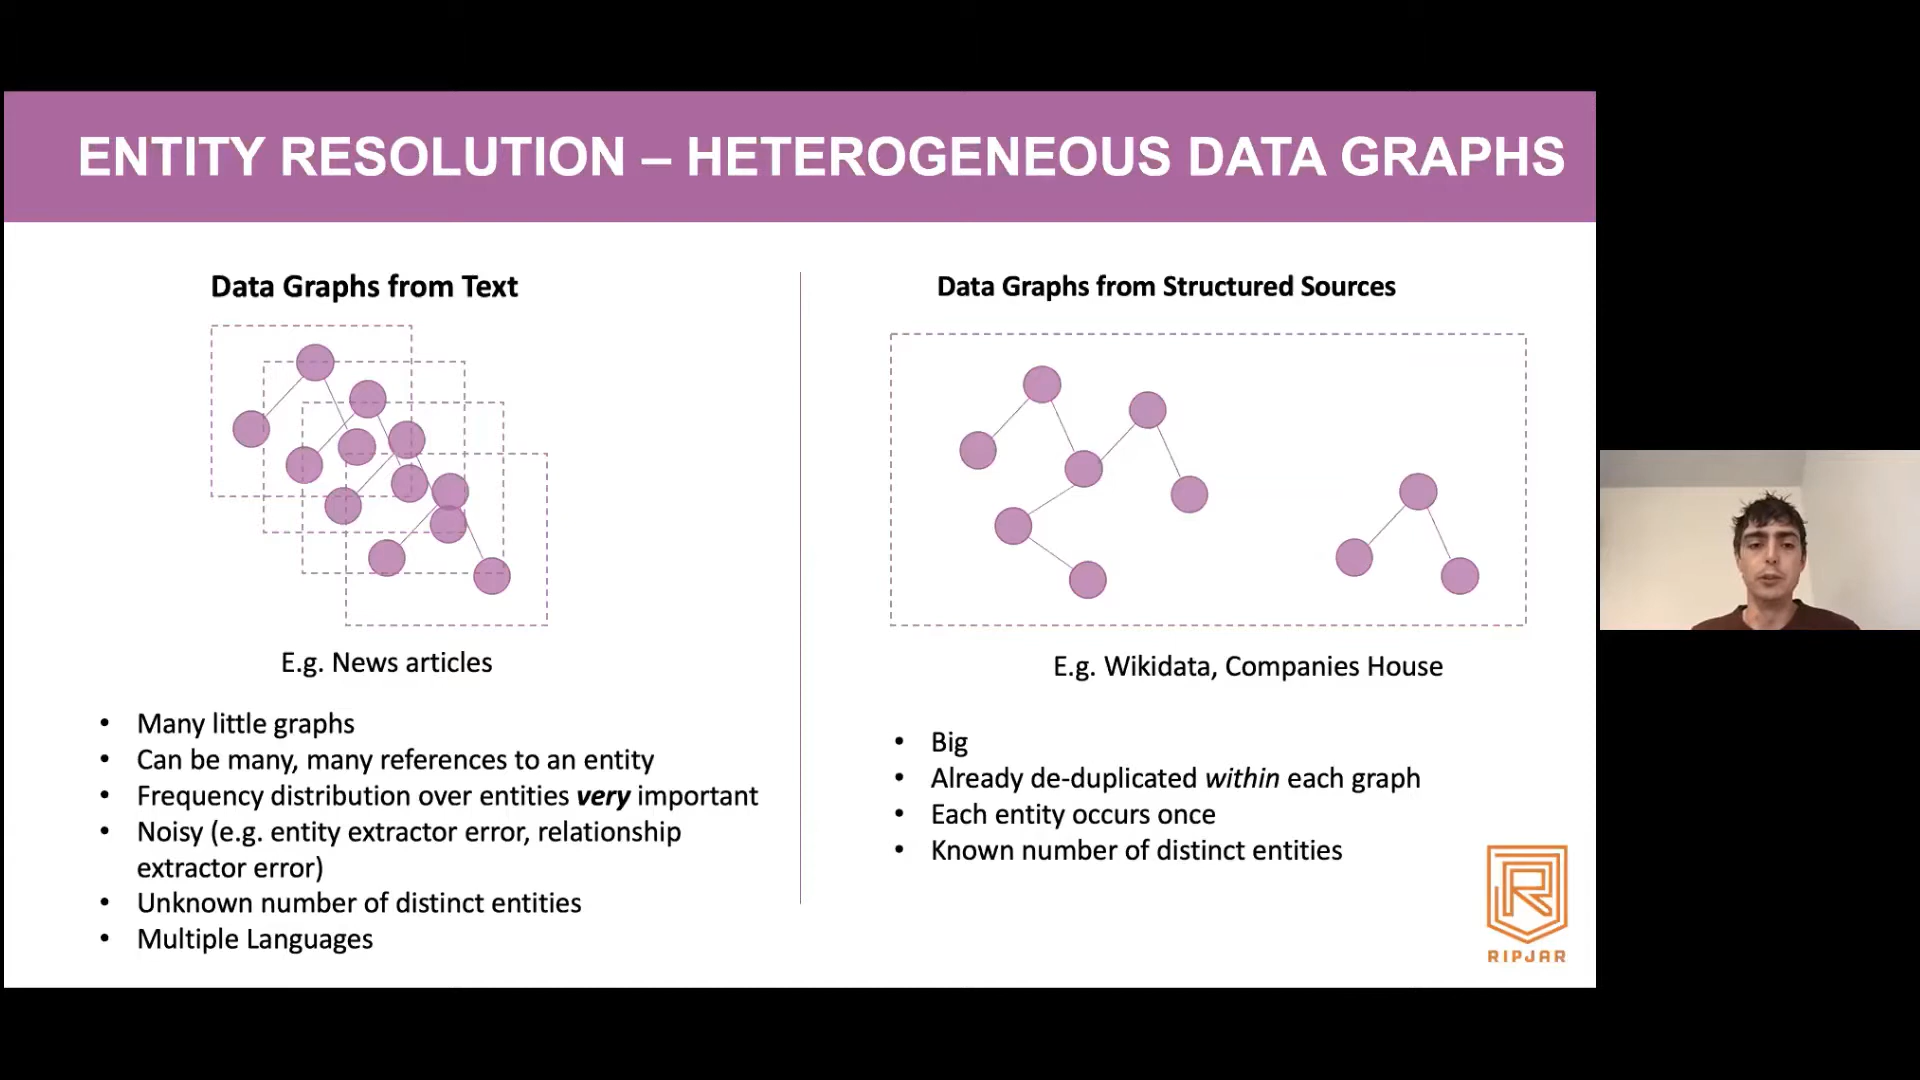 ENTITY RESOLUTION – HETEROGENEOUS DATA GRAPHS
Data Graphs from Text
E.g. News articles
• Many little graphs
• Can be many, many references to an entity
• Frequency distribution over entities very important
• Noisy (e.g. entity extractor error, relationship
extractor error)
• Unknown number of distinct entities
• Multiple Languages
Data Graphs from Structured Sources
E.g. Wikidata, Companies House
• Big
• Already de-duplicated within each graph
• Each entity occurs once
• Known number of distinct entities
RIPJAR